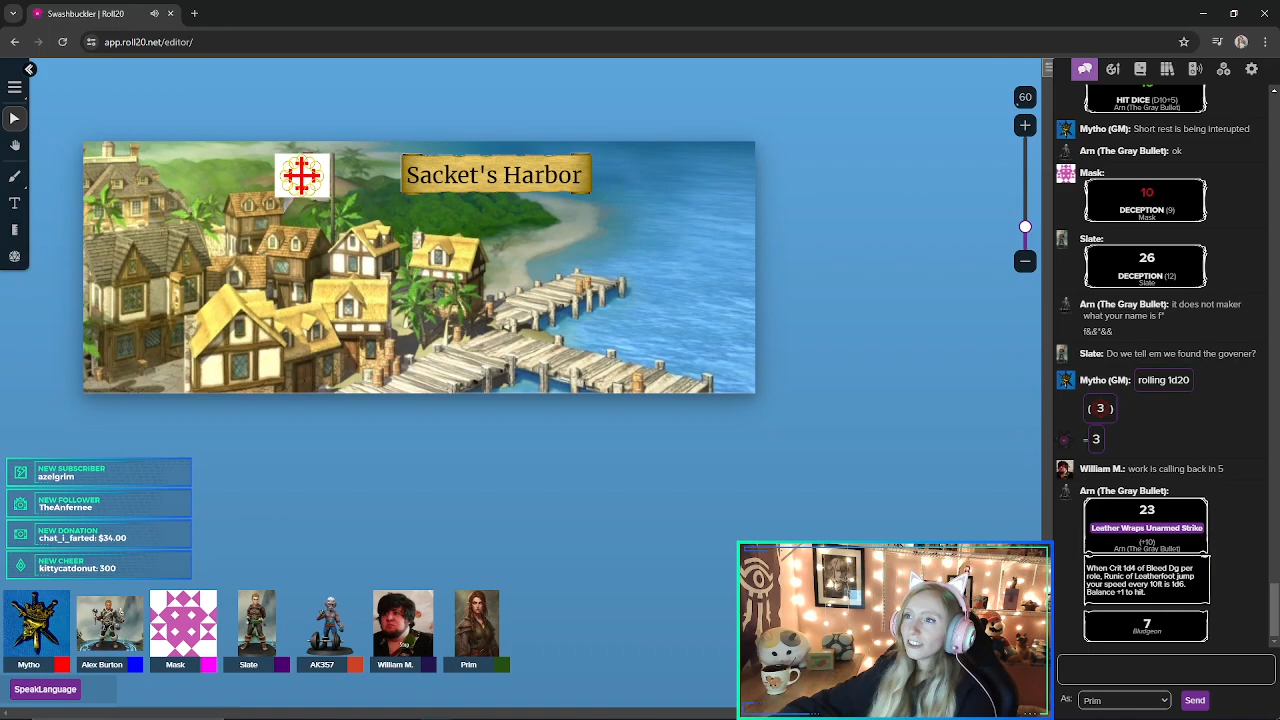 Swashbuckler | Roll20
app.roll20.net/editor/
60
Sacket's Harbor
HIT DICE (D10+5)
Arn (The Gray Bullet)
Mytho (GM): Short rest is being interupted
Arn (The Gray Bullet): ok
Mask:
10
DECEPTION (9)
Mask
Slate:
26
DECEPTION (12)
Slate
Arn (The Gray Bullet): it does not maker
what your name is f*
f&&*&&
Slate: Do we tell em we found the govener?
Mytho (GM): rolling 1d20
( 3 )
=3
William M.: work is calling back in 5
Arn (The Gray Bullet):
23
Leather Wraps Unarmed Strike
(+10)
Arn (The Gray Bullet)
When Crit 1d4 of Bleed Dg per
role, Runic of Leatherfoot jump
your speed every 10ft is 1d6.
Balance +1 to hit.
7
Bludgeon
As:
Prim
Send
NEW SUBSCRIBER
azelgrim
NEW FOLLOWER
TheAnfernee
NEW DONATION
chat_i_farted: $34.00
NEW CHEER
kittycatdonut: 300
Mytho
Alex Burton
Mask
Slate
AK357
William M.
Prim
SpeakLanguage